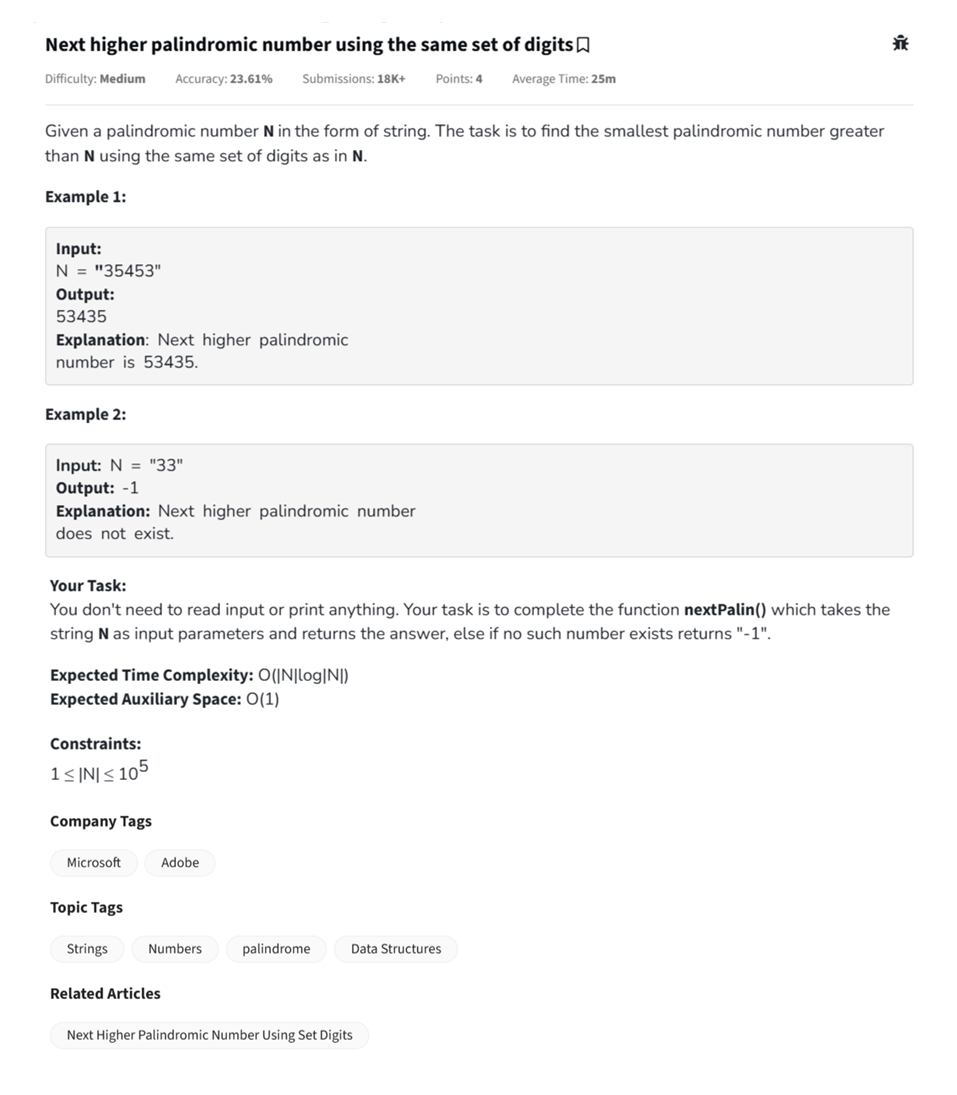 Next higher palindromic number using the same set of digits
Difficulty: Medium Accuracy: 23.61% Submissions: 18K+ Points: 4 Average Time: 25m
Given a palindromic number N in the form of string. The task is to find the smallest palindromic number greater
than N using the same set of digits as in N.
Example 1:
Input:
N = "35453"
Output:
53435
Explanation: Next higher palindromic
number is 53435.
Example 2:
Input: N = "33"
Output: -1
Explanation: Next higher palindromic number
does not exist.
Your Task:
You don't need to read input or print anything. Your task is to complete the function nextPalin() which takes the
string N as input parameters and returns the answer, else if no such number exists returns "-1".
Expected Time Complexity: O(|N|log|N|)
Expected Auxiliary Space: O(1)
Constraints:
1 ≤ |N| ≤ 10⁵
Company Tags
Microsoft Adobe
Topic Tags
Strings Numbers palindrome Data Structures
Related Articles
Next Higher Palindromic Number Using Set Digits